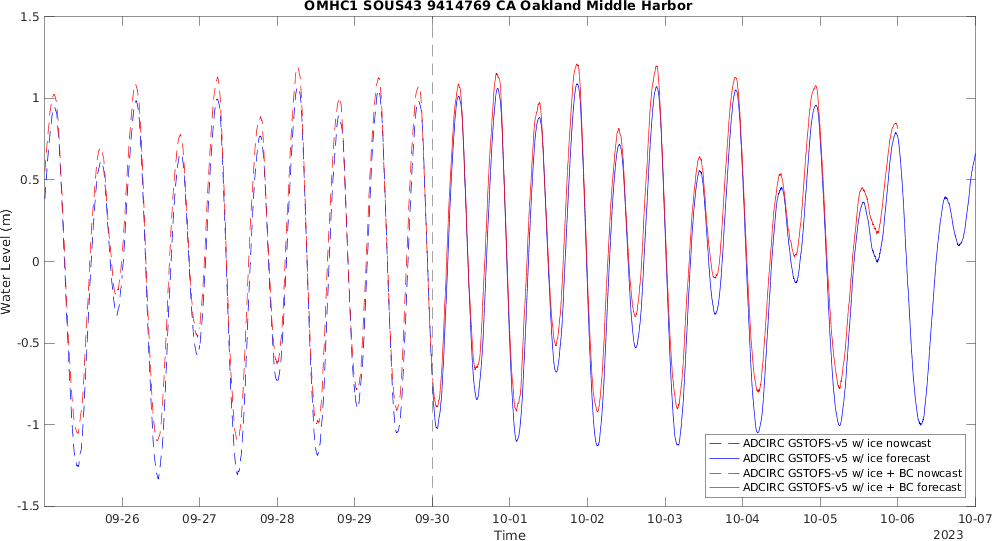 OMHC1 SOUS43 9414769 CA Oakland Middle Harbor
1.5
1
0.5
0
-0.5
-1
-1.5
Water Level (m)
09-26 09-27 09-28 09-29 09-30 10-01 10-02 10-03 10-04 10-05 10-06 10-07
Time
2023
ADCIRC GSTOFS-v5 w/ ice nowcast
ADCIRC GSTOFS-v5 w/ ice forecast
ADCIRC GSTOFS-v5 w/ ice + BC nowcast
ADCIRC GSTOFS-v5 w/ ice + BC forecast